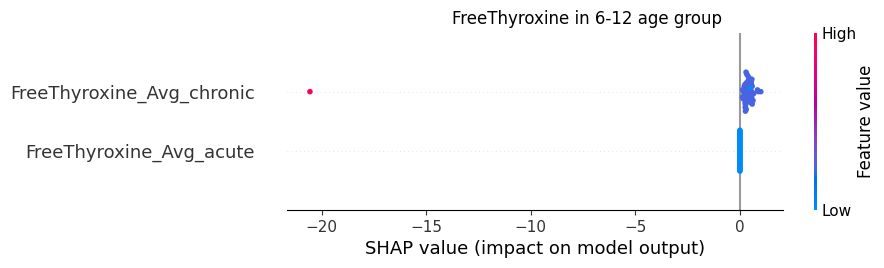 FreeThyroxine in 6-12 age group
High
FreeThyroxine_Avg_chronic
FreeThyroxine_Avg_acute
Feature value
Low
−20 −15 −10 −5 0
SHAP value (impact on model output)